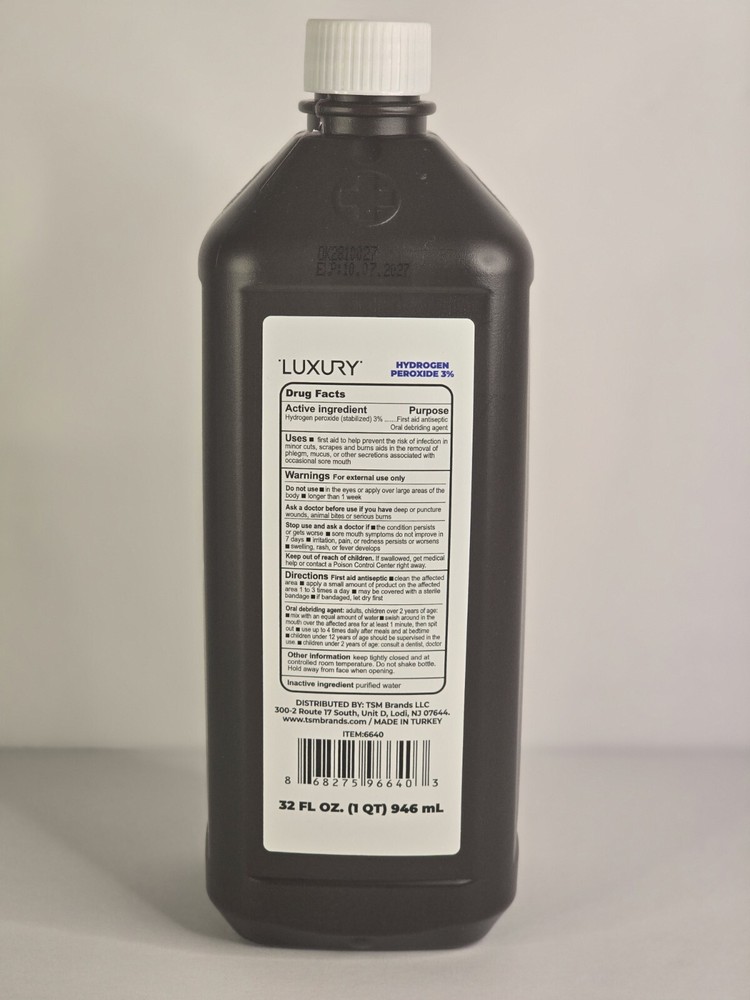 EXP:10.07.2027
LUXURY
HYDROGEN
PEROXIDE 3%
Drug Facts
Active ingredient Purpose
Hydrogen peroxide (stabilized) 3% ......First aid antiseptic
Oral debriding agent
Uses ■ first aid to help prevent the risk of infection in
minor cuts, scrapes and burns aids in the removal of
phlegm, mucus, or other secretions associated with
occasional sore mouth
Warnings For external use only
Do not use ■ in the eyes or apply over large areas of the
body ■ longer than 1 week
Ask a doctor before use if you have deep or puncture
wounds, animal bites or serious burns
Stop use and ask a doctor if ■ the condition persists
or gets worse ■ sore mouth symptoms do not improve in
7 days ■ irritation, pain, or redness persists or worsens
■ swelling, rash, or fever develops
Keep out of reach of children. If swallowed, get medical
help or contact a Poison Control Center right away.
Directions First aid antiseptic ■ clean the affected
area ■ apply a small amount of product on the affected
area 1 to 3 times a day ■ may be covered with a sterile
bandage ■ if bandaged, let dry first
Oral debriding agent: adults, children over 2 years of age:
■ mix with an equal amount of water ■ swish around in the
mouth over the affected area for at least 1 minute, then spit
out ■ use up to 4 times daily after meals and at bedtime
■ children under 12 years of age should be supervised in the
use. ■ children under 2 years of age: consult a dentist, doctor
Other information keep tightly closed and at
controlled room temperature. Do not shake bottle.
Hold away from face when opening.
Inactive ingredient purified water
DISTRIBUTED BY: TSM Brands LLC
300-2 Route 17 South, Unit D, Lodi, NJ 07644.
www.tsmbrands.com / MADE IN TURKEY
ITEM:6640
8 68275 96640 3
32 FL OZ. (1 QT) 946 mL